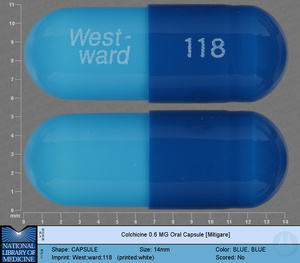 11
10
9
8
7
6
5
4
3
2
1
0
mm
West-
ward
118
0 1 2 3 4 5 6 7 8 9 10 11 12 13 14
Colchicine 0.6 MG Oral Capsule [Mitigare]
NATIONAL
LIBRARY OF
MEDICINE
Shape: CAPSULE Size: 14mm Color: BLUE, BLUE
Imprint: West;ward;118 (printed:white) Scored: No